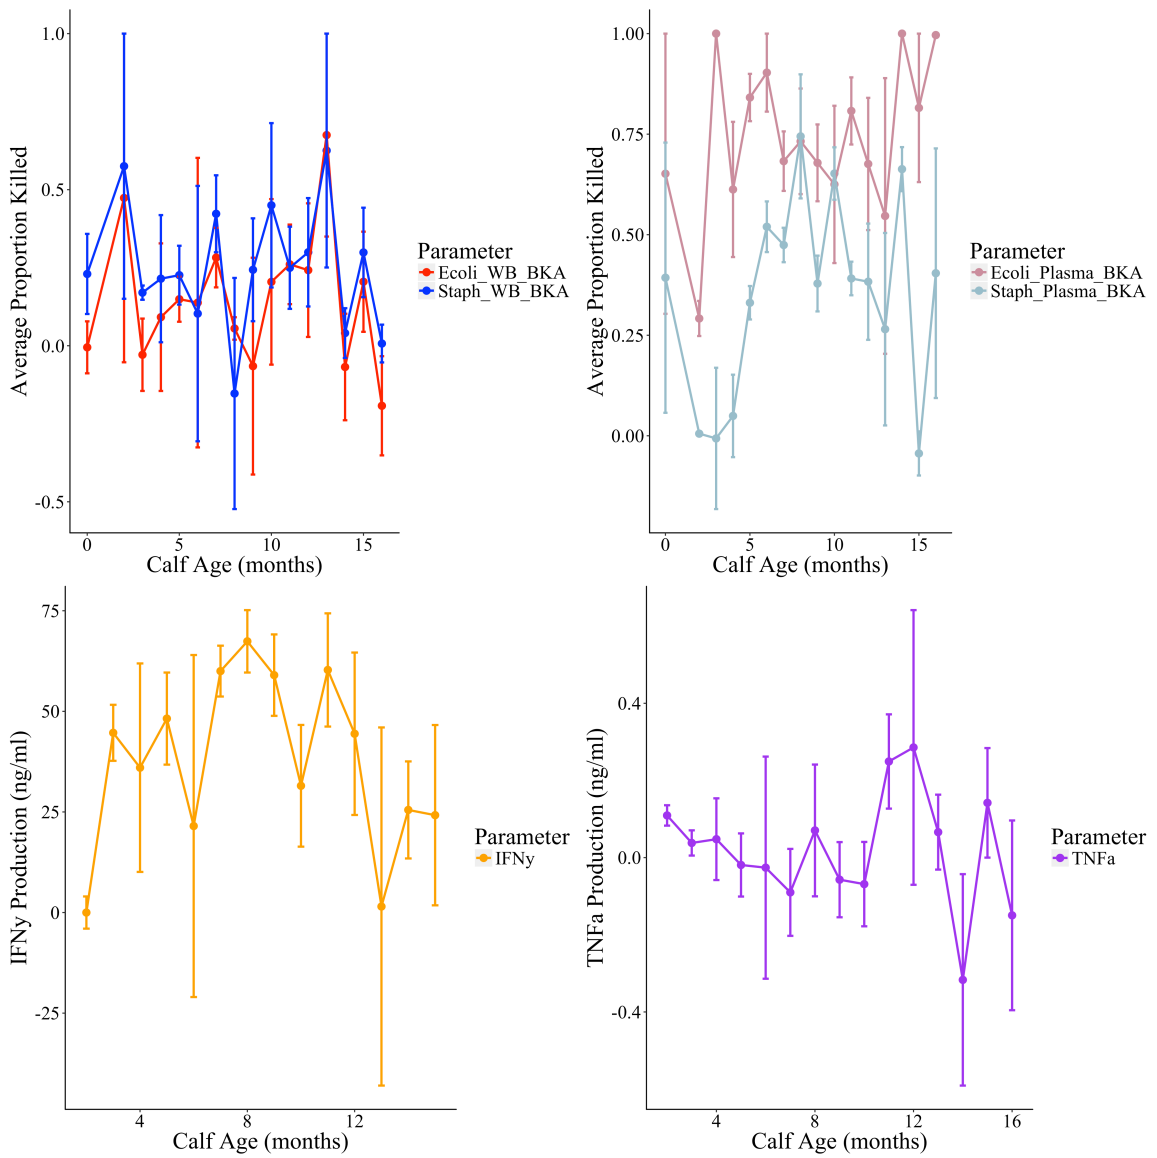 1.0
0.5
0.0
-0.5
Average Proportion Killed
0 5 10 15
Calf Age (months)
Parameter
Ecoli_WB_BKA
Staph_WB_BKA
1.00
0.75
0.50
0.25
0.00
Average Proportion Killed
0 5 10 15
Calf Age (months)
Parameter
Ecoli_Plasma_BKA
Staph_Plasma_BKA
75
50
25
0
-25
IFNy Production (ng/ml)
4 8 12
Calf Age (months)
Parameter
IFNy
0.4
0.0
-0.4
TNFa Production (ng/ml)
4 8 12 16
Calf Age (months)
Parameter
TNFa